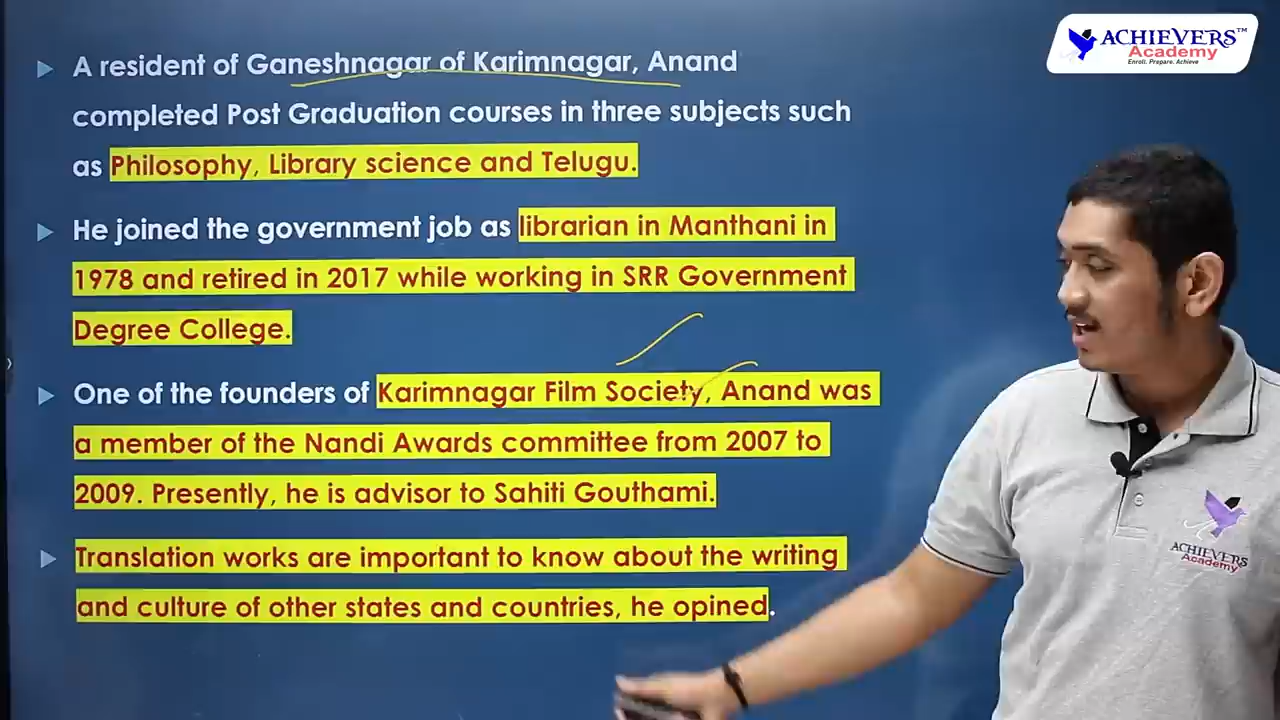 ACHIEVERS™
Academy
Enroll. Prepare. Achieve
A resident of Ganeshnagar of Karimnagar, Anand
completed Post Graduation courses in three subjects such
as Philosophy, Library science and Telugu.
He joined the government job as librarian in Manthani in
1978 and retired in 2017 while working in SRR Government
Degree College.
One of the founders of Karimnagar Film Society, Anand was
a member of the Nandi Awards committee from 2007 to
2009. Presently, he is advisor to Sahiti Gouthami.
Translation works are important to know about the writing
and culture of other states and countries, he opined.
ACHIEVERS
Academy